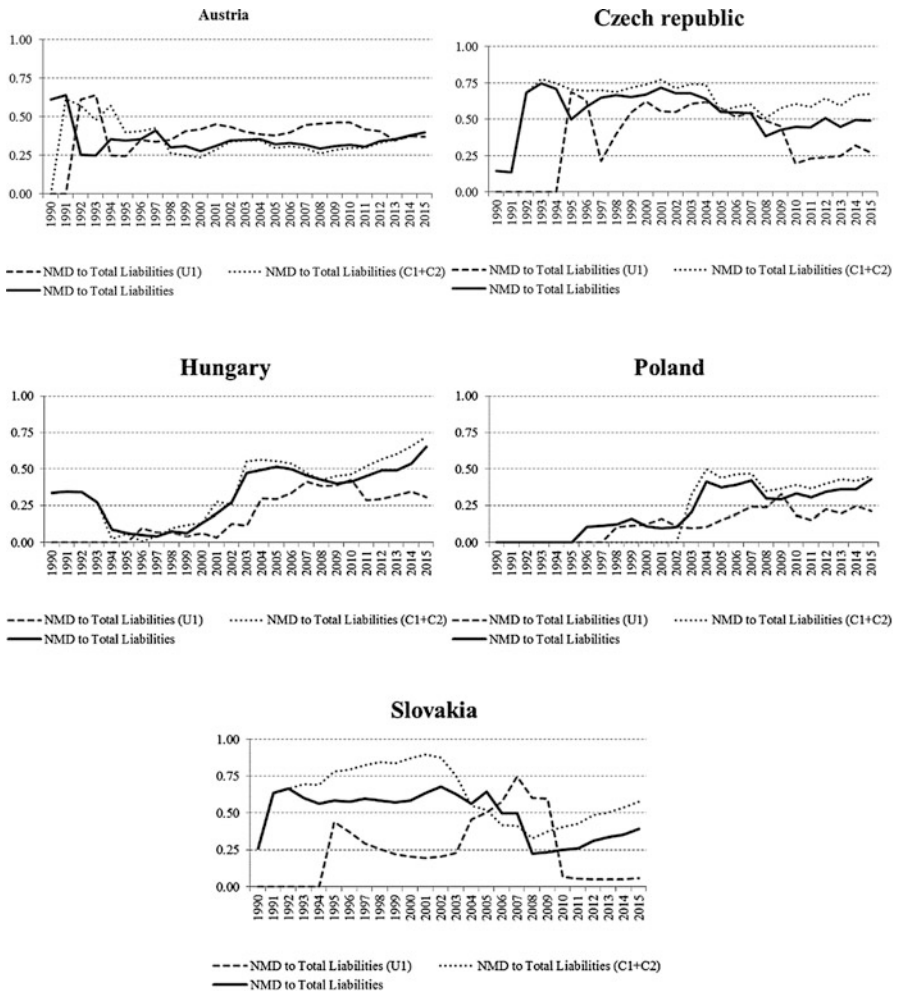 Austria
1.00
0.75
0.50
0.25
0.00
1990 1991 1992 1993 1994 1995 1996 1997 1998 1999 2000 2001 2002 2003 2004 2005 2006 2007 2008 2009 2010 2011 2012 2013 2014 2015
NMD to Total Liabilities (U1) NMD to Total Liabilities (C1+C2)
NMD to Total Liabilities
Czech republic
1.00
0.75
0.50
0.25
0.00
1990 1991 1992 1993 1994 1995 1996 1997 1998 1999 2000 2001 2002 2003 2004 2005 2006 2007 2008 2009 2010 2011 2012 2013 2014 2015
NMD to Total Liabilities (U1) NMD to Total Liabilities (C1+C2)
NMD to Total Liabilities
Hungary
1.00
0.75
0.50
0.25
0.00
1990 1991 1992 1993 1994 1995 1996 1997 1998 1999 2000 2001 2002 2003 2004 2005 2006 2007 2008 2009 2010 2011 2012 2013 2014 2015
NMD to Total Liabilities (U1) NMD to Total Liabilities (C1+C2)
NMD to Total Liabilities
Poland
1.00
0.75
0.50
0.25
0.00
1990 1991 1992 1993 1994 1995 1996 1997 1998 1999 2000 2001 2002 2003 2004 2005 2006 2007 2008 2009 2010 2011 2012 2013 2014 2015
NMD to Total Liabilities (U1) NMD to Total Liabilities (C1+C2)
NMD to Total Liabilities
Slovakia
1.00
0.75
0.50
0.25
0.00
1990 1991 1992 1993 1994 1995 1996 1997 1998 1999 2000 2001 2002 2003 2004 2005 2006 2007 2008 2009 2010 2011 2012 2013 2014 2015
NMD to Total Liabilities (U1) NMD to Total Liabilities (C1+C2)
NMD to Total Liabilities